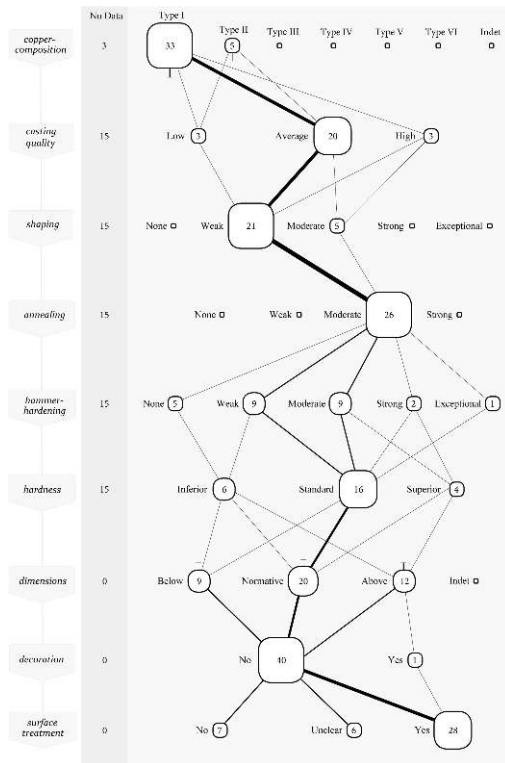 No Data
copper-
composition
3
Type I
33
Type II
5
Type III
Type IV
Type V
Type VI
Indet
casting
quality
15
Low 3
Average 20
High 3
shaping
15
None
Weak 21
Moderate 5
Strong
Exceptional
annealing
15
None
Weak
Moderate 26
Strong
hammer-
hardening
15
None 5
Weak 9
Moderate 9
Strong 2
Exceptional 1
hardness
15
Inferior 6
Standard 16
Superior 4
dimensions
0
Below 9
Normative 20
Above 12
Indet
decoration
0
No 40
Yes 1
surface
treatment
0
No 7
Unclear 6
Yes 28